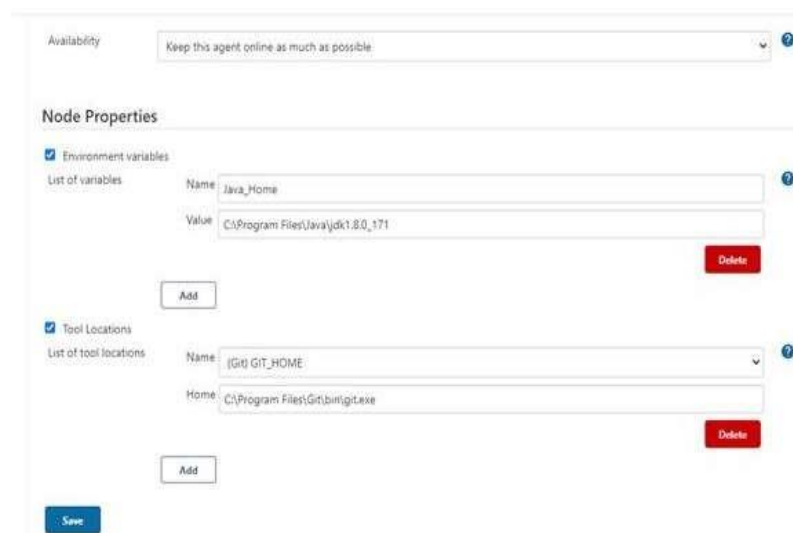 Availability Keep this agent online as much as possible ?
Node Properties
Environment variables
List of variables Name Java_Home ?
Value C:\Program Files\Java\jdk1.8.0_171
Delete
Add
Tool Locations
List of tool locations Name (Git) GIT_HOME ?
Home C:\Program Files\Git\bin\git.exe
Delete
Add
Save